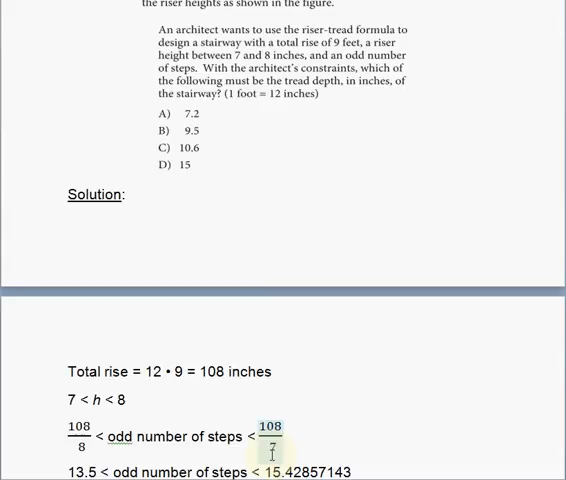 the riser heights as shown in the figure.
An architect wants to use the riser-tread formula to
design a stairway with a total rise of 9 feet, a riser
height between 7 and 8 inches, and an odd number
of steps. With the architect's constraints, which of
the following must be the tread depth, in inches, of
the stairway? (1 foot = 12 inches)
A) 7.2
B) 9.5
C) 10.6
D) 15
Solution:
Total rise = 12 • 9 = 108 inches
7 < h < 8
108/8 < odd number of steps < 108/7
13.5 < odd number of steps < 15.42857143